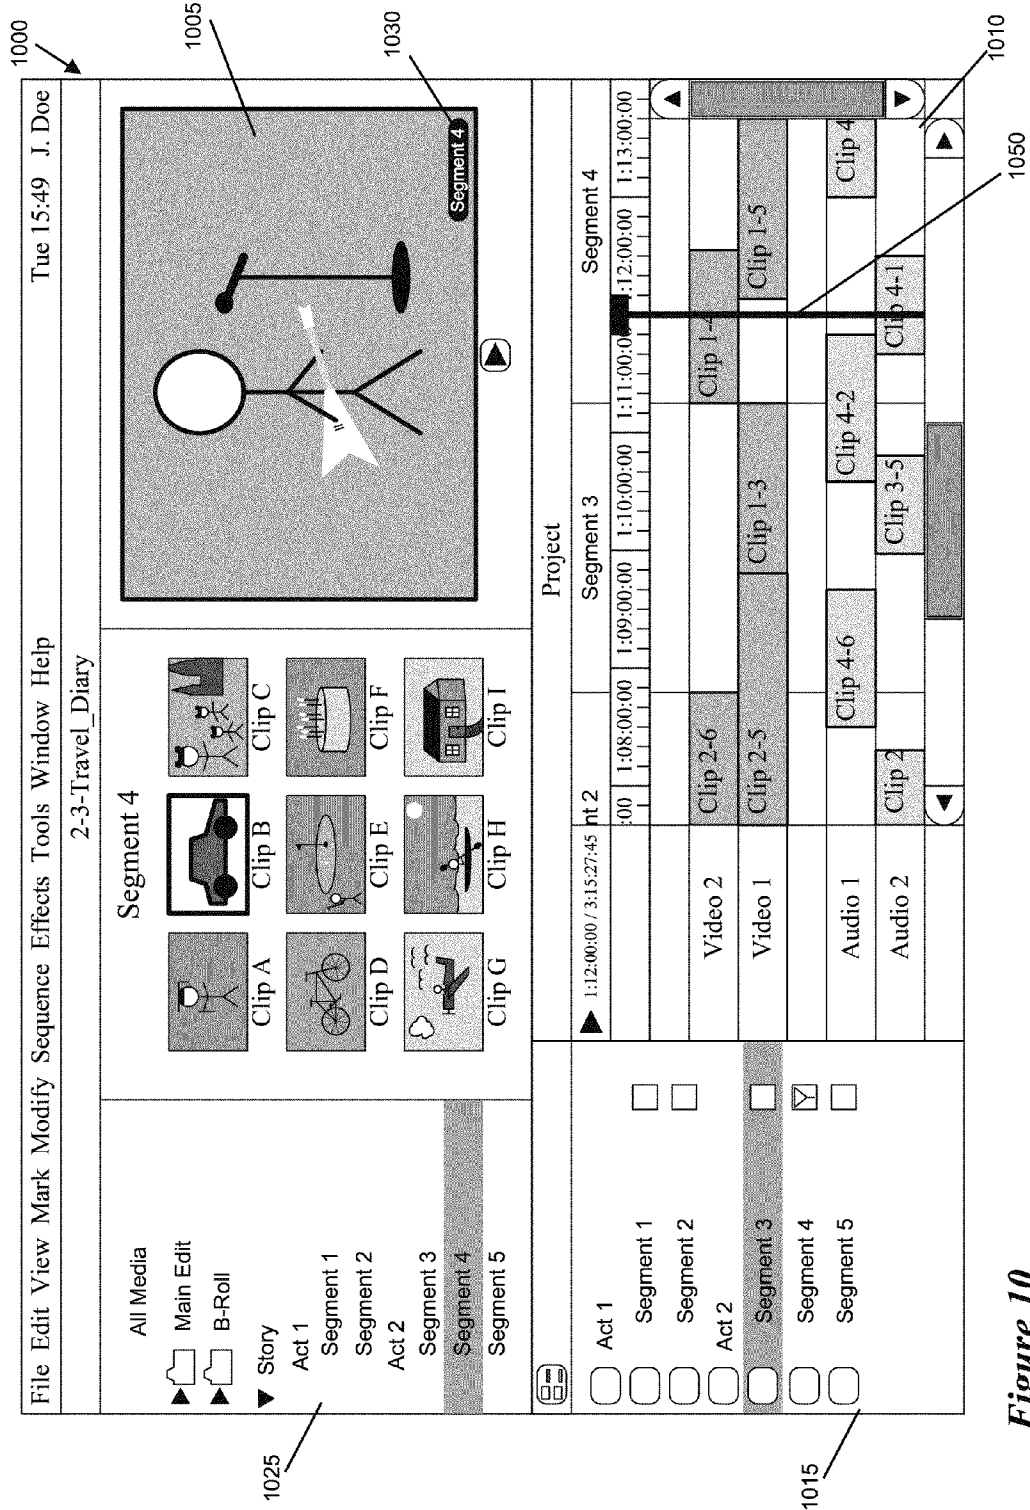 1000
1005
1030
File Edit View Mark Modify Sequence Effects Tools Window Help Tue 15:49 J. Doe
2-3-Travel_Diary
All Media
Main Edit
B-Roll
Story
Act 1
Segment 1
Segment 2
Act 2
Segment 3
Segment 4
Segment 5
1025
Segment 4
Clip A Clip B Clip C
Clip D Clip E Clip F
Clip G Clip H Clip I
Segment 4
Project
Act 1
Segment 1
Segment 2
Act 2
Segment 3
Segment 4
Y
Segment 5
1015
1:12:00:00 / 3:15:27:45 nt 2 Segment 3 Segment 4
:00 1:08:00:00 1:09:00:00 1:10:00:00 1:11:00:0 :12:00:00 1:13:00:00
Video 2 Clip 2-6 Clip 1-4
Video 1 Clip 2-5 Clip 1-3 Clip 1-5
Audio 1 Clip 4-6 Clip 4-2 Clip 4
Audio 2 Clip 2 Clip 3-5 Clip 4-1
1010
1050
Figure 10